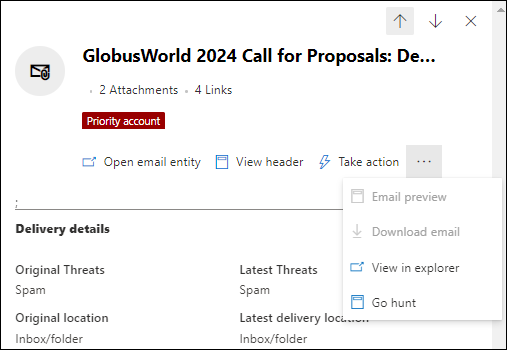 GlobusWorld 2024 Call for Proposals: De...
· 2 Attachments · 4 Links
Priority account
Open email entity View header Take action ...
Email preview
;
Download email
Delivery details
View in explorer
Original Threats Latest Threats
Spam Spam
Go hunt
Original location Latest delivery location
Inbox/folder Inbox/folder